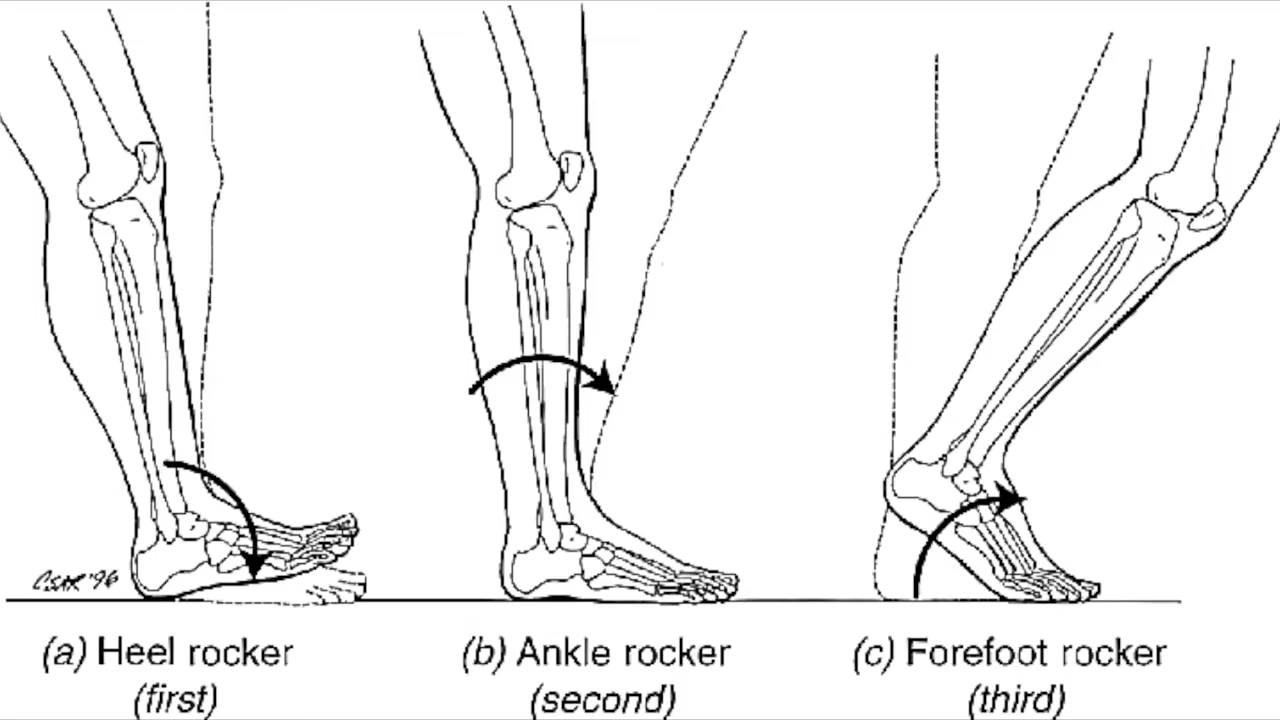 (a) Heel rocker
(first)
(b) Ankle rocker
(second)
(c) Forefoot rocker
(third)